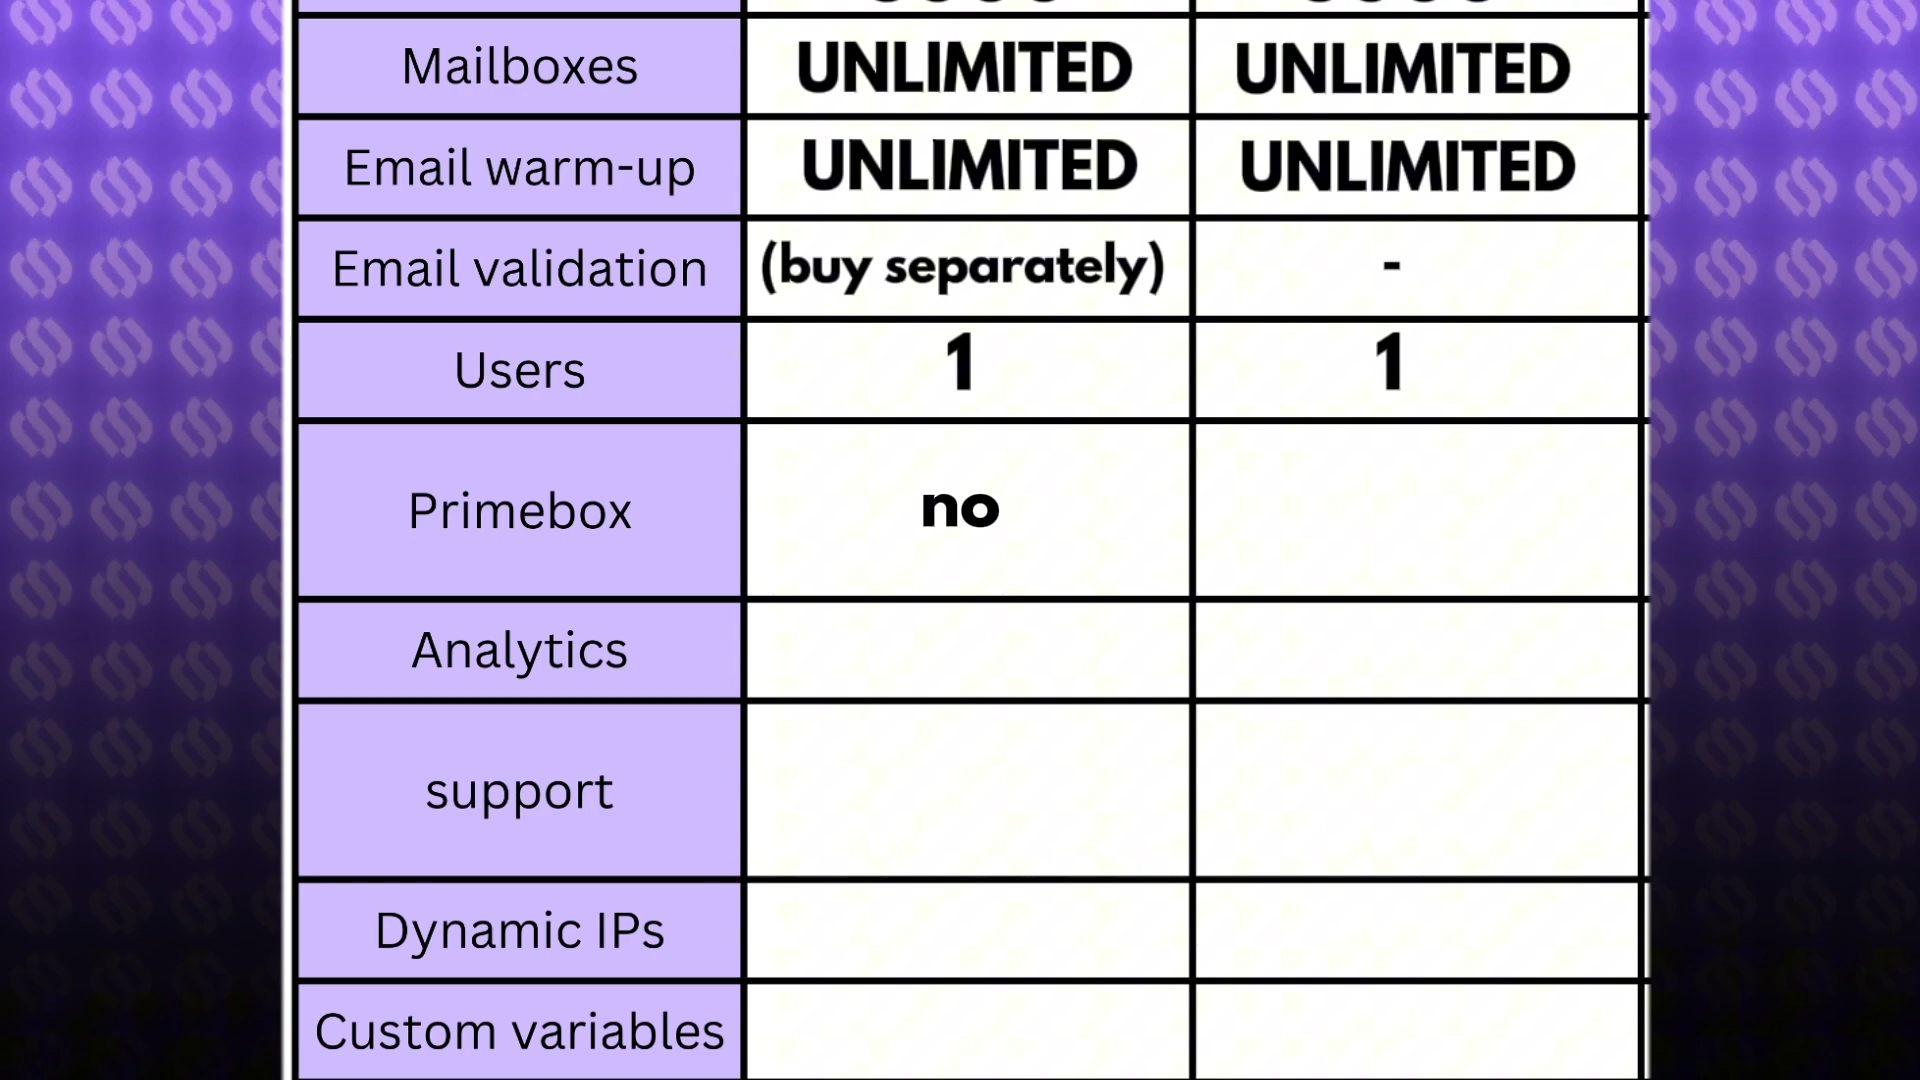 Mailboxes UNLIMITED UNLIMITED
Email warm-up UNLIMITED UNLIMITED
Email validation (buy separately) -
Users 1 1
Primebox no
Analytics
support
Dynamic IPs
Custom variables